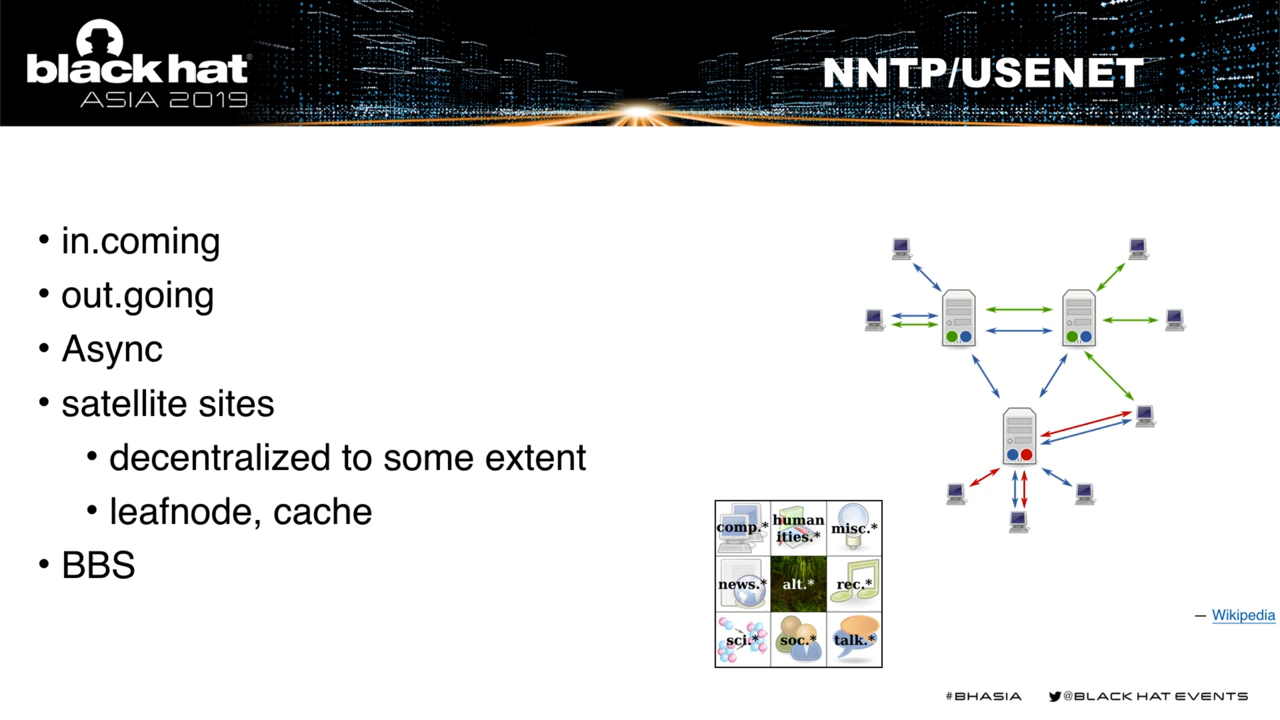 black hat
ASIA 2019
NNTP/USENET
• in.coming
• out.going
• Async
• satellite sites
• decentralized to some extent
• leafnode, cache
• BBS
comp.*
human
ities.*
misc.*
news.*
alt.*
rec.*
sci.*
soc.*
talk.*
— Wikipedia
#BHASIA
@BLACK HAT EVENTS